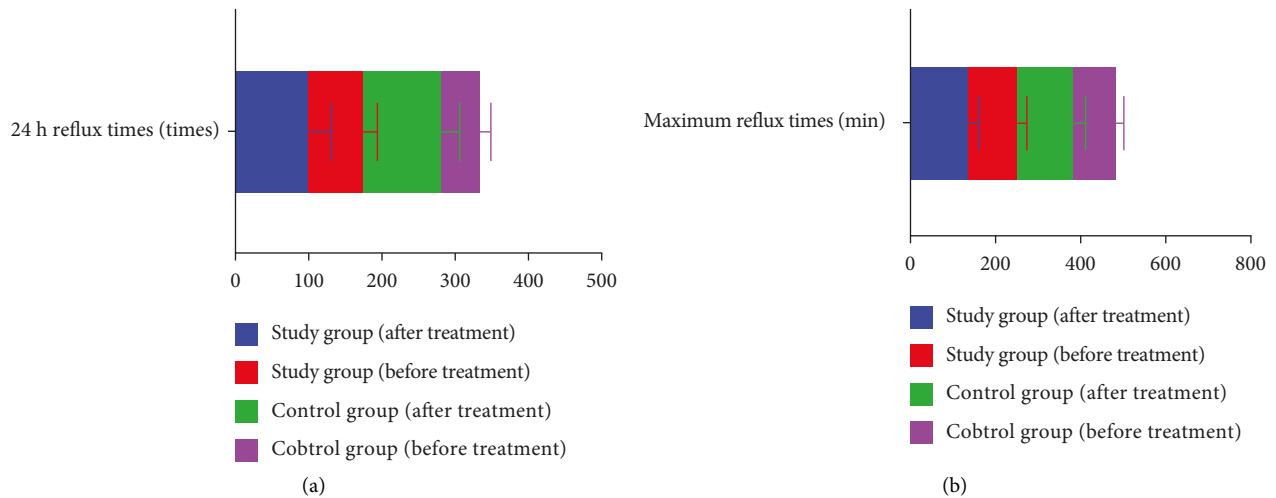 24 h reflux times (times)
0 100 200 300 400 500
Study group (after treatment)
Study group (before treatment)
Control group (after treatment)
Cobtrol group (before treatment)
(a)
Maximum reflux times (min)
0 200 400 600 800
Study group (after treatment)
Study group (before treatment)
Control group (after treatment)
Cobtrol group (before treatment)
(b)